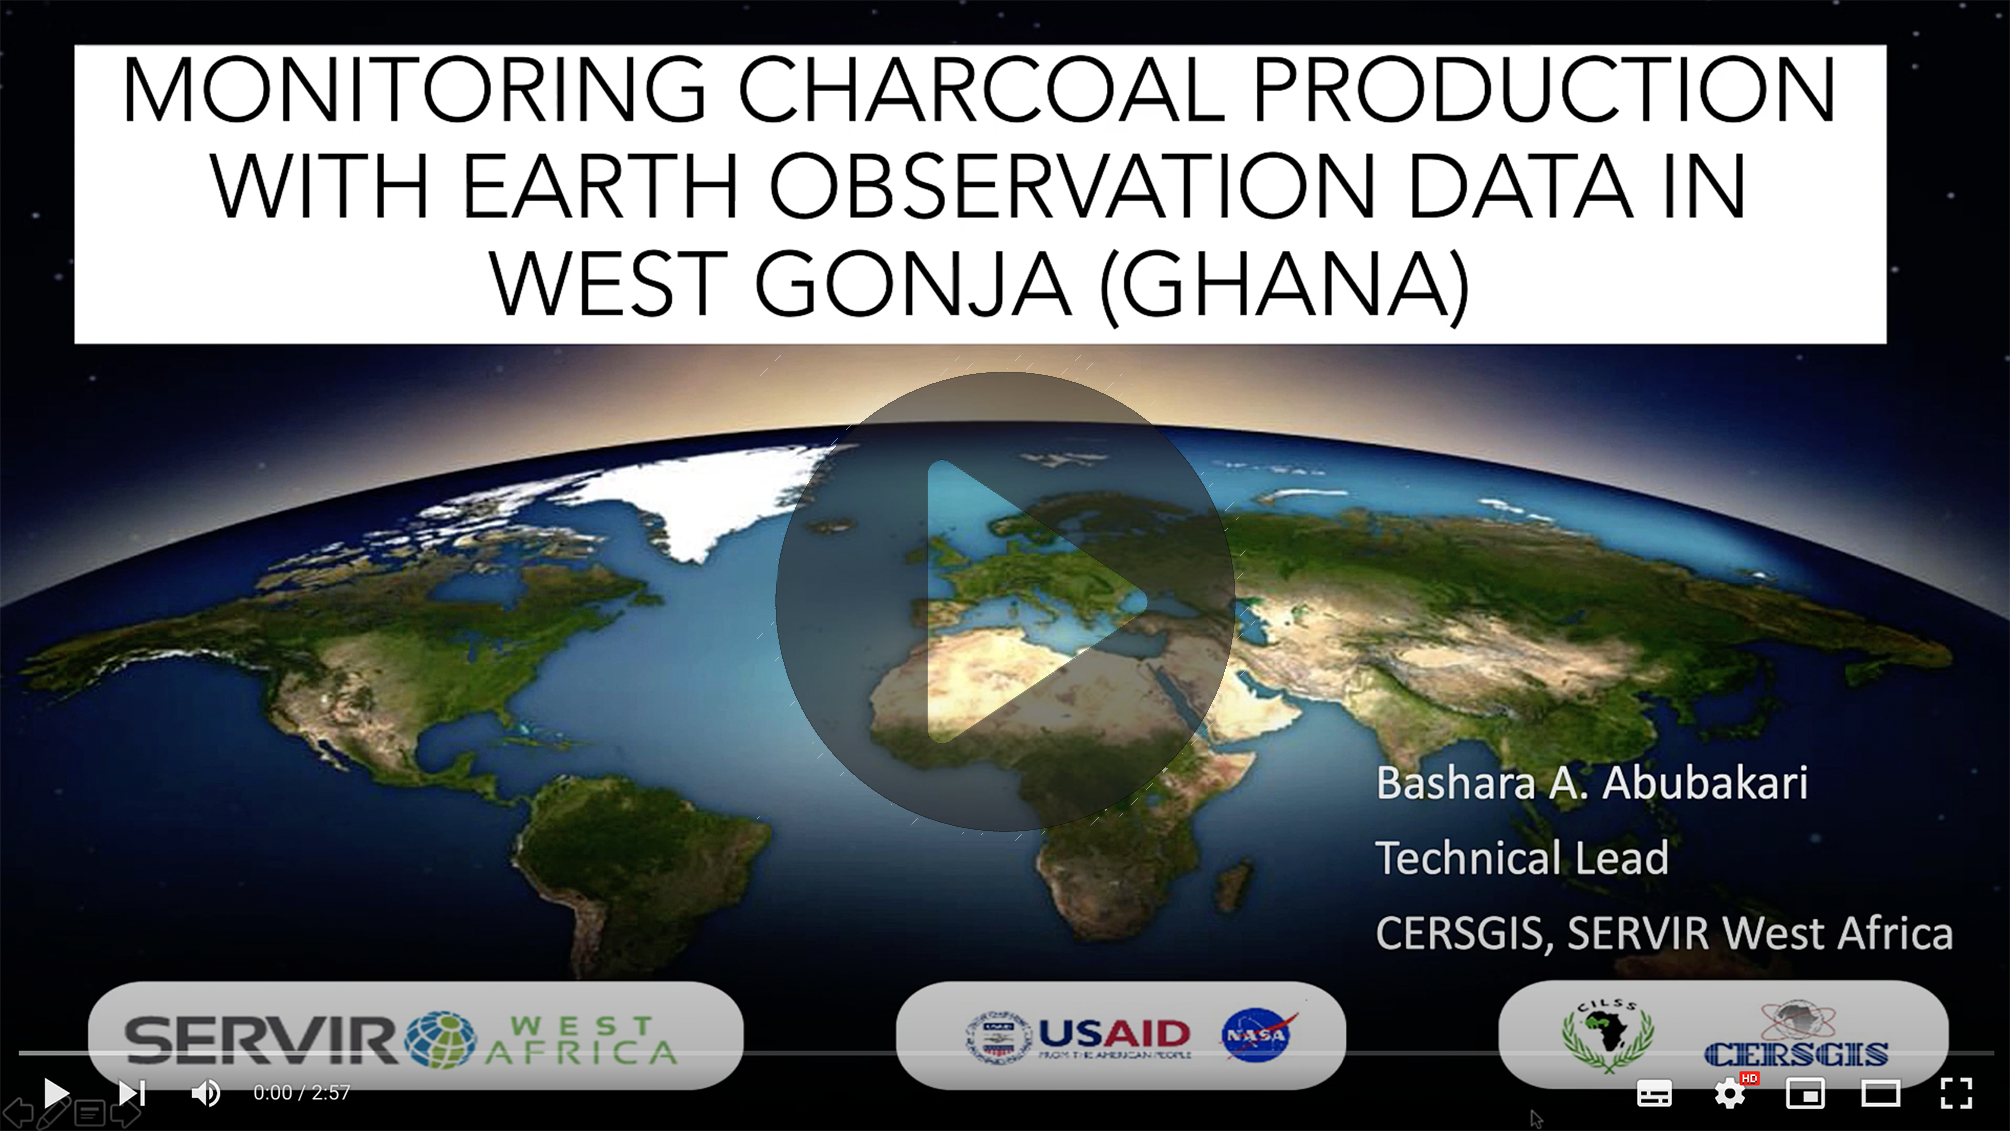 MONITORING CHARCOAL PRODUCTION
WITH EARTH OBSERVATION DATA IN
WEST GONJA (GHANA)
Bashara A. Abubakari
Technical Lead
CERSGIS, SERVIR West Africa
SERVIR WEST AFRICA
USAID
USAID
FROM THE AMERICAN PEOPLE
NASA
CILSS
CERSGIS
0:00 / 2:57
HD